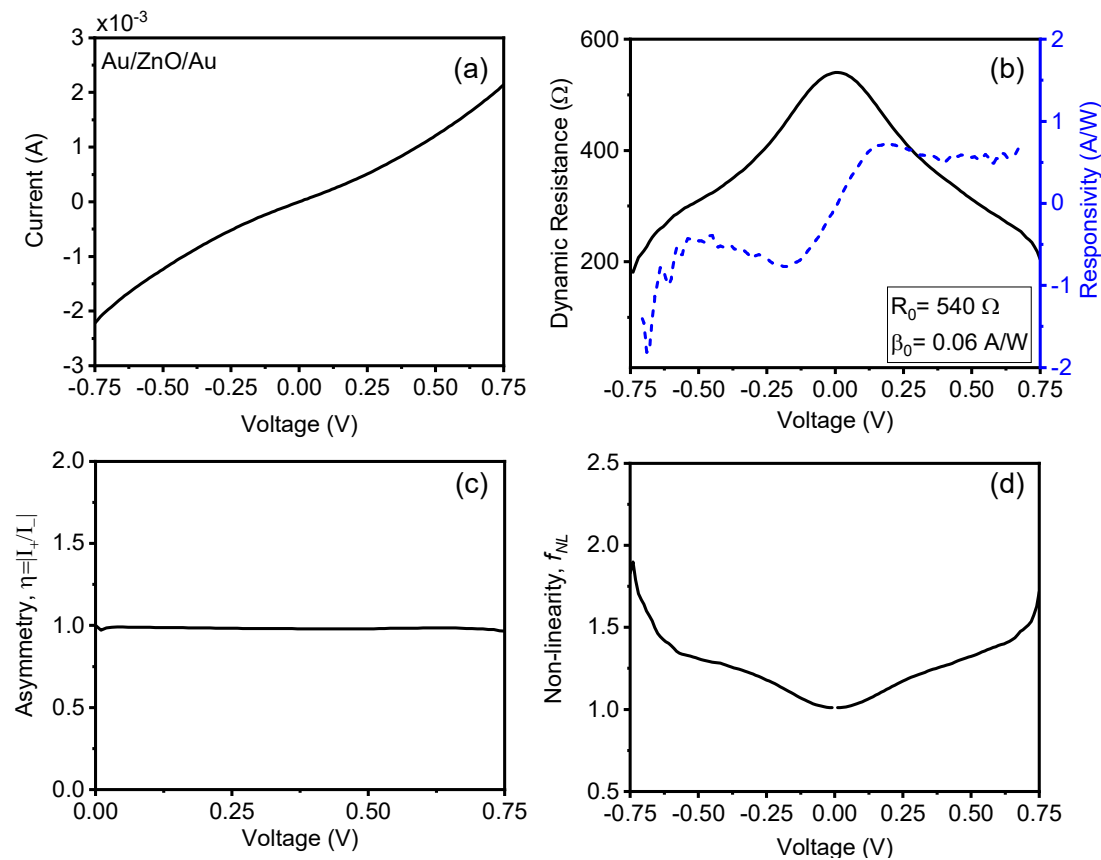 x10⁻³
Au/ZnO/Au
(a)
3
2
1
0
-1
-2
-3
Current (A)
-0.75 -0.50 -0.25 0.00 0.25 0.50 0.75
Voltage (V)
(b)
600
400
200
Dynamic Resistance (Ω)
2
1
0
-1
-2
Responsivity (A/W)
R₀= 540 Ω
β₀= 0.06 A/W
-0.75 -0.50 -0.25 0.00 0.25 0.50 0.75
Voltage (V)
(c)
2.0
1.5
1.0
0.5
0.0
Asymmetry, η=|I₊/I₋|
0.00 0.25 0.50 0.75
Voltage (V)
(d)
2.5
2.0
1.5
1.0
0.5
Non-linearity, f_NL
-0.75 -0.50 -0.25 0.00 0.25 0.50 0.75
Voltage (V)